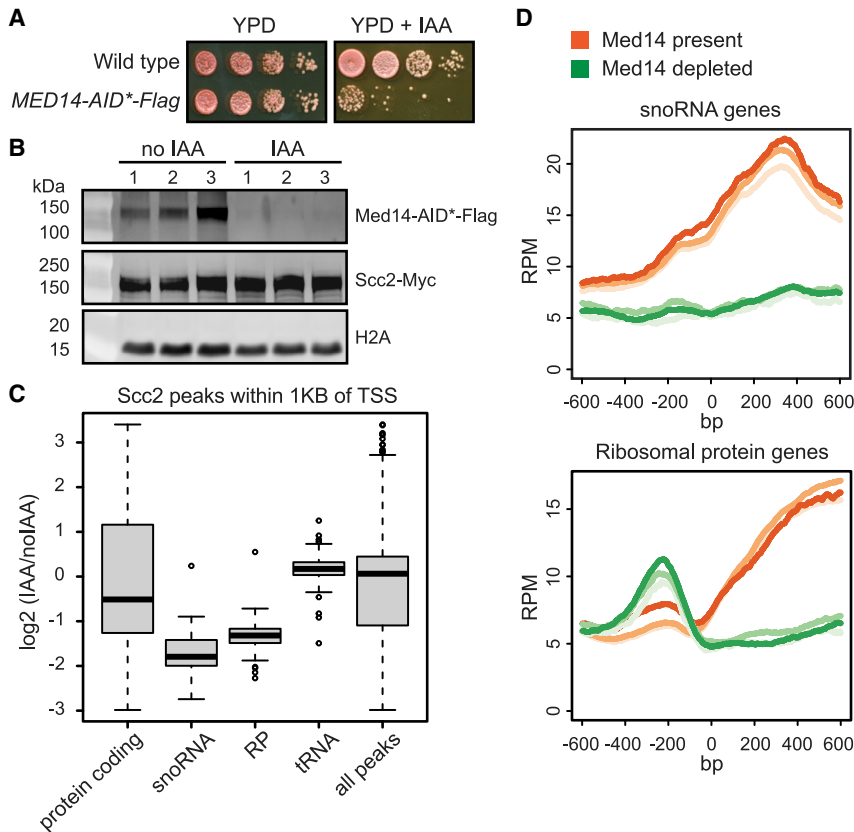 A
YPD
YPD + IAA
Wild type
MED14-AID*-Flag
B
no IAA
IAA
kDa
1 2 3 1 2 3
150
100
Med14-AID*-Flag
250
150
Scc2-Myc
20
15
H2A
C
Scc2 peaks within 1KB of TSS
log2 (IAA/noIAA)
3
2
1
0
-1
-2
-3
protein coding
snoRNA
RP
tRNA
all peaks
D
Med14 present
Med14 depleted
snoRNA genes
RPM
20
15
10
5
0
-600 -400 -200 0 200 400 600
bp
Ribosomal protein genes
RPM
15
10
5
0
-600 -400 -200 0 200 400 600
bp